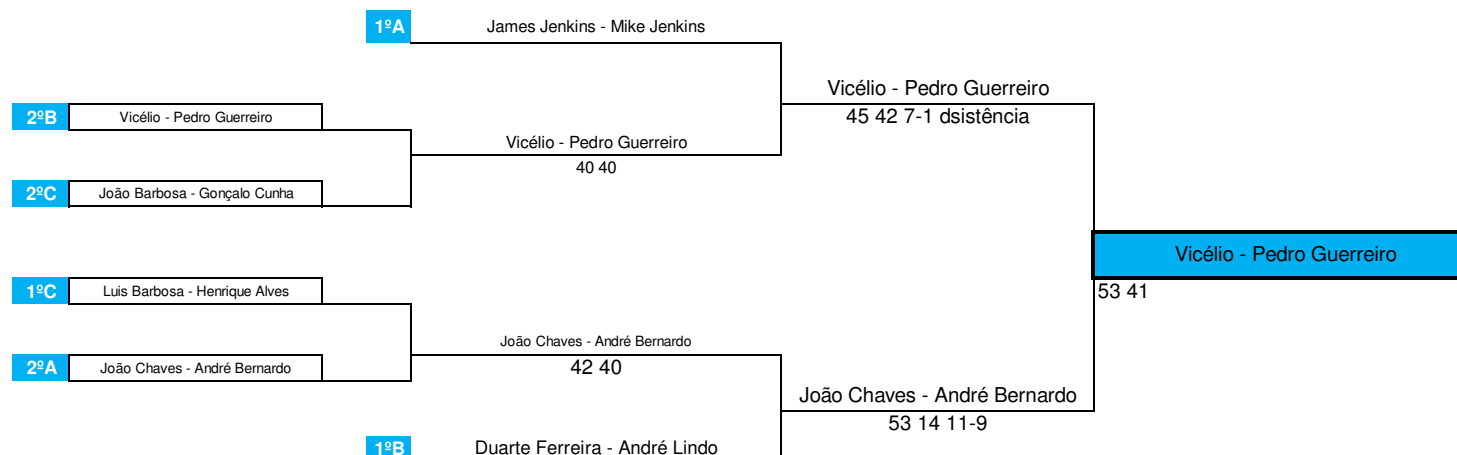 1ºA
James Jenkins - Mike Jenkins
Vicélio - Pedro Guerreiro
45 42 7-1 dsistência
2ºB
Vicélio - Pedro Guerreiro
Vicélio - Pedro Guerreiro
40 40
2ºC
João Barbosa - Gonçalo Cunha
Vicélio - Pedro Guerreiro
53 41
1ºC
Luis Barbosa - Henrique Alves
João Chaves - André Bernardo
42 40
2ºA
João Chaves - André Bernardo
João Chaves - André Bernardo
53 14 11-9
1ºB
Duarte Ferreira - André Lindo